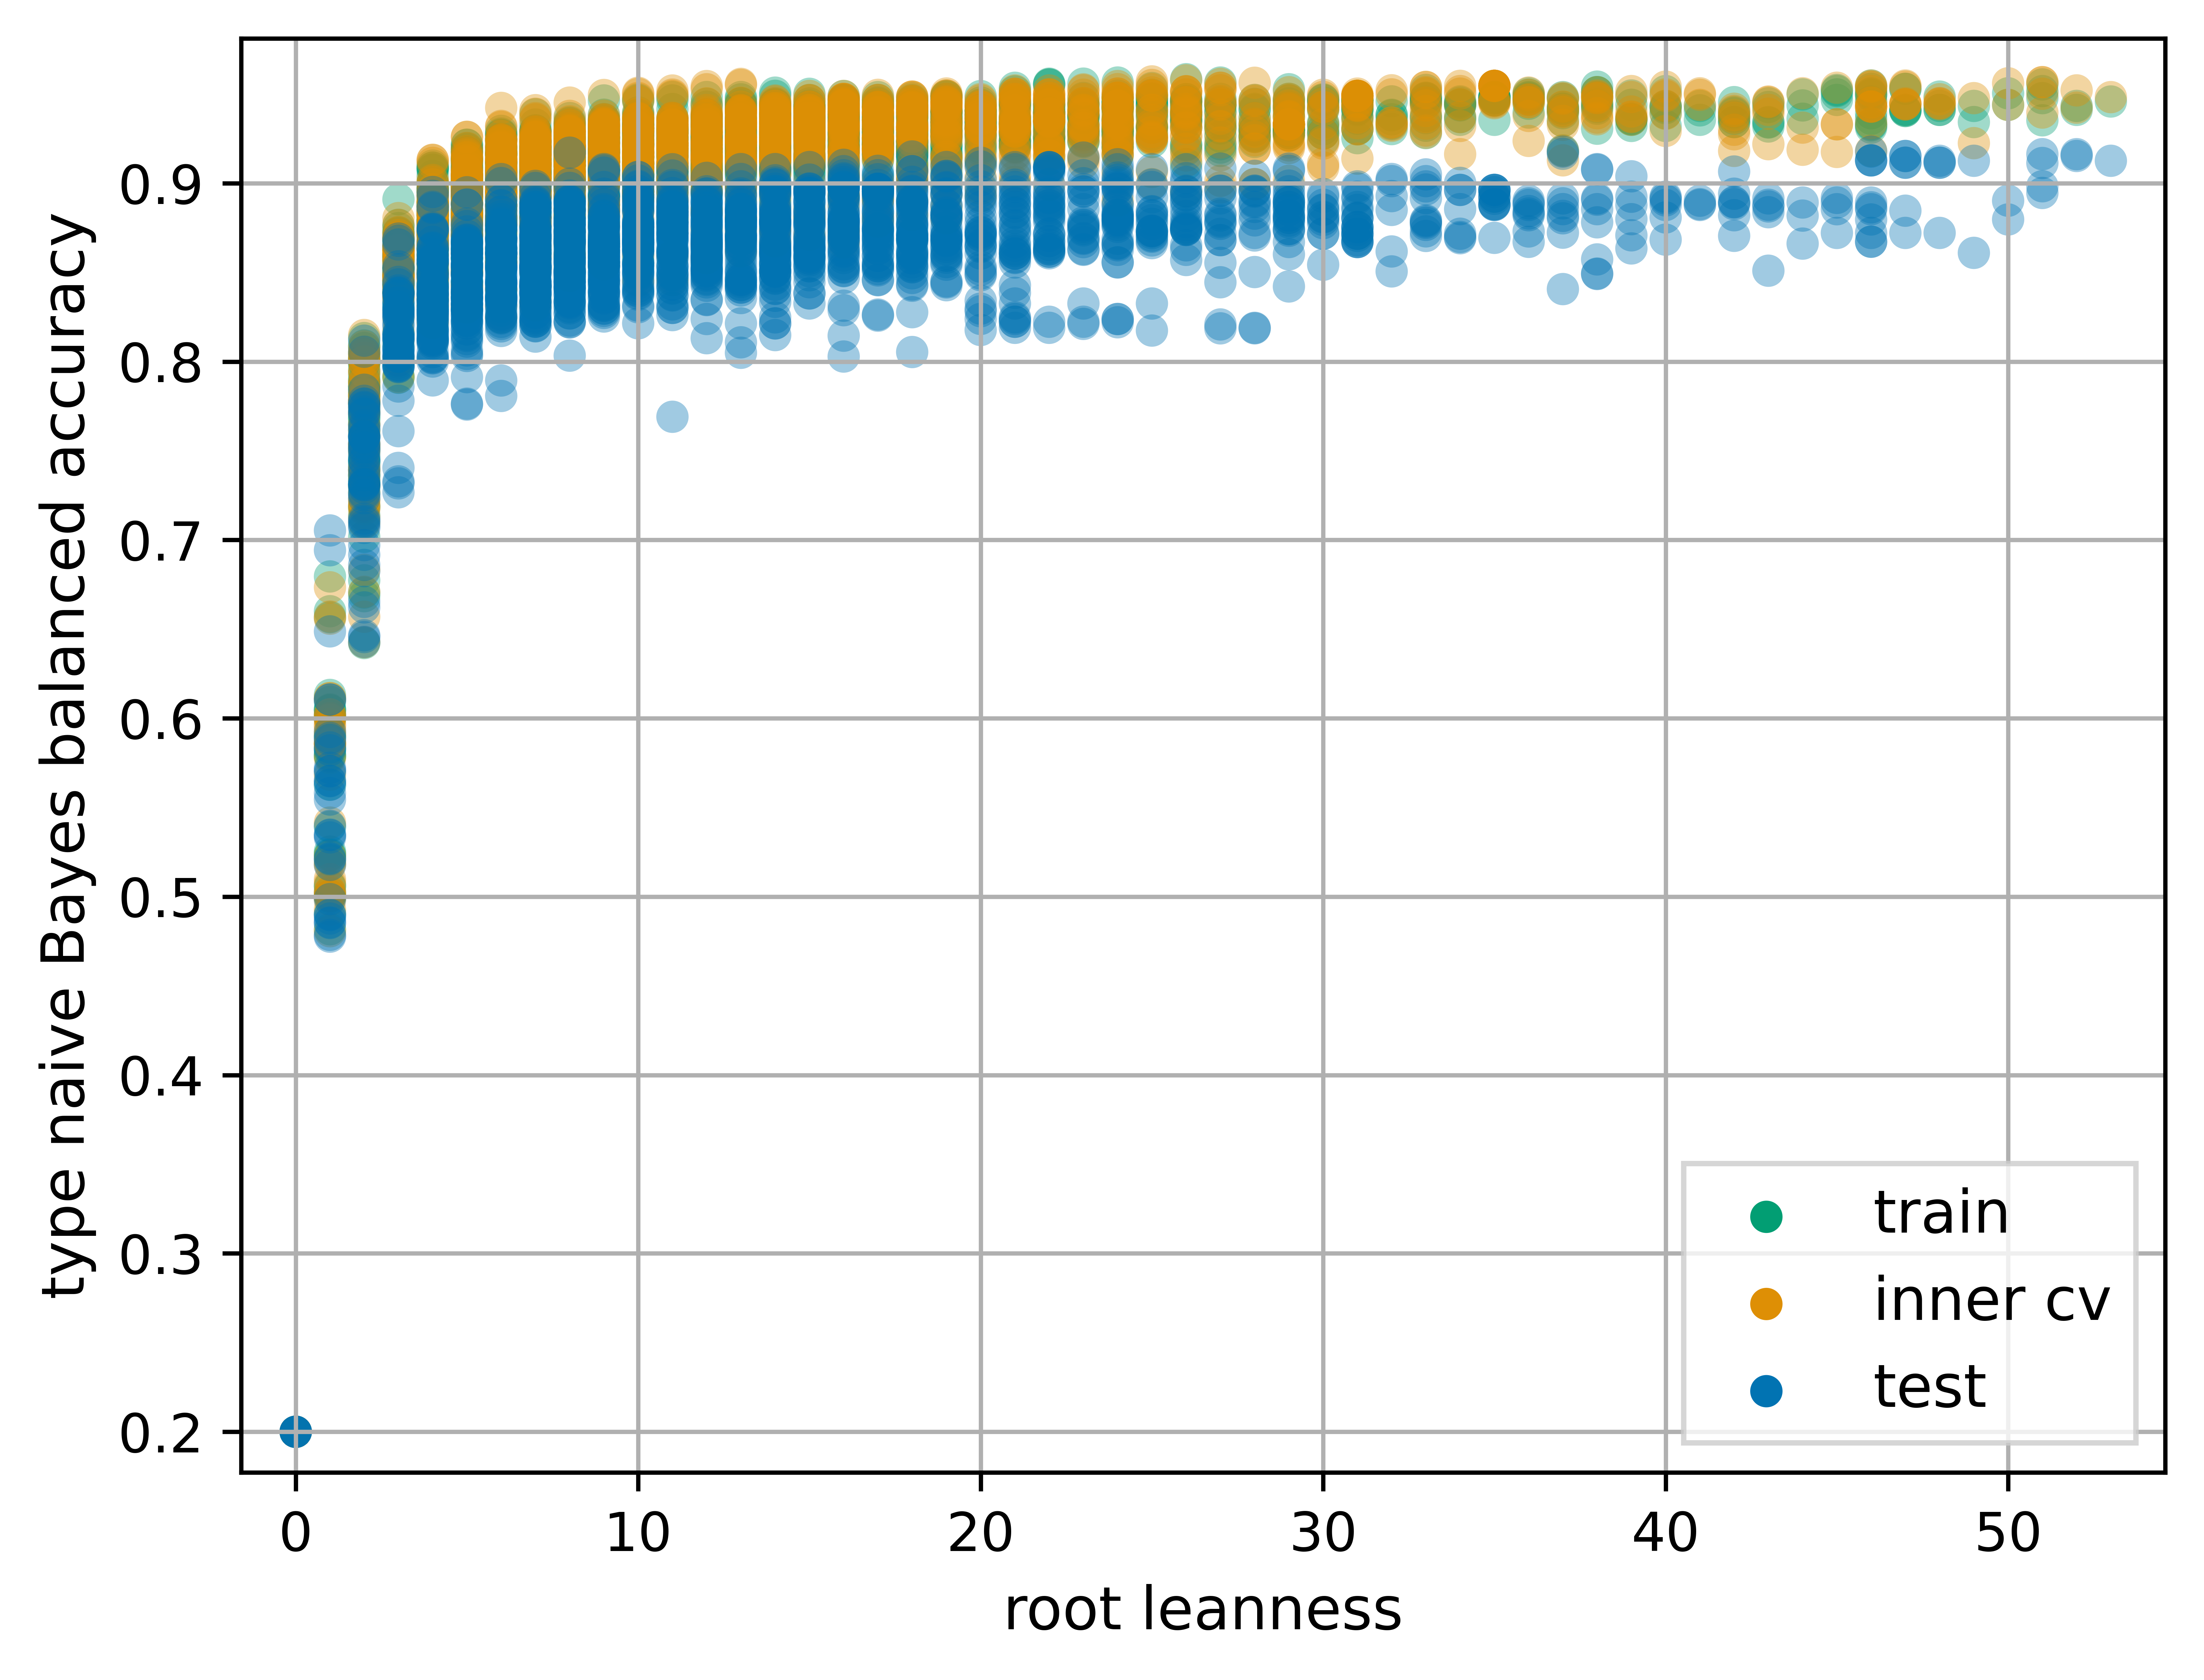 type naive Bayes balanced accuracy
0.9
0.8
0.7
0.6
0.5
0.4
0.3
0.2
0 10 20 30 40 50
root leanness
train
inner cv
test